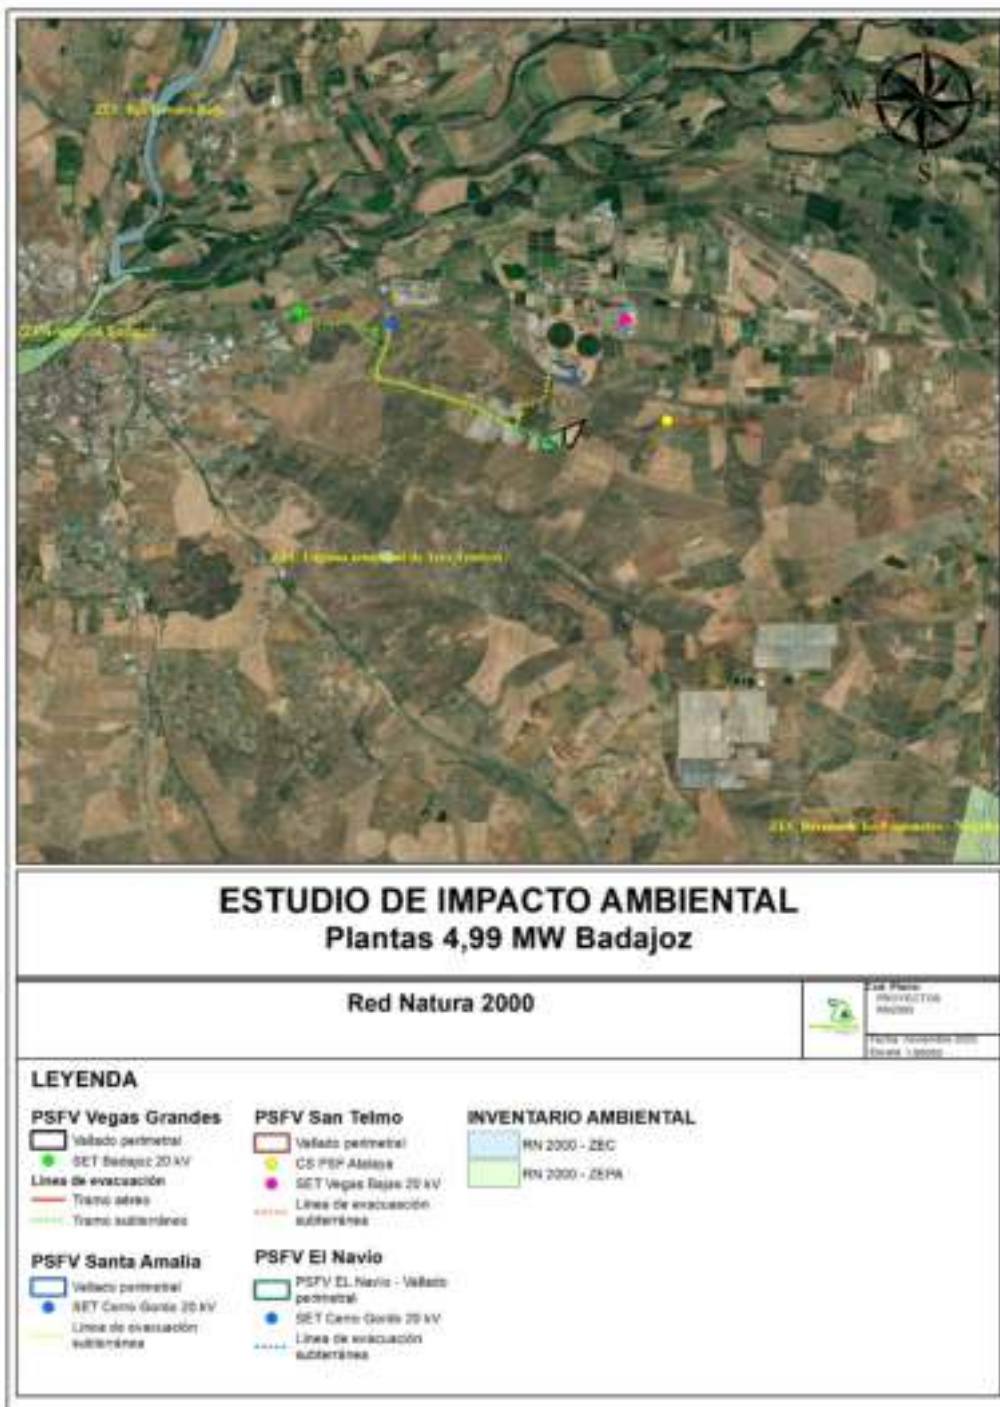 W
S
ESTUDIO DE IMPACTO AMBIENTAL
Plantas 4,99 MW Badajoz
Red Natura 2000
LEYENDA
PSFV Vegas Grandes
Vallado perimetral
SET Badajoz 20 kV
Línea de evacuación
Tramo aéreo
Tramo subterráneo
PSFV Santa Amalia
Vallado perimetral
SET Cerro Gordo 20 kV
Línea de evacuación
subterránea
PSFV San Telmo
Vallado perimetral
CS PSF Atalaya
SET Vegas Bajas 20 kV
Línea de evacuación
subterránea
PSFV El Navío
PSFV EL Navío - Vallado
perimetral
SET Cerro Gordo 20 kV
Línea de evacuación
subterránea
INVENTARIO AMBIENTAL
RN 2000 - ZEC
RN 2000 - ZEPA